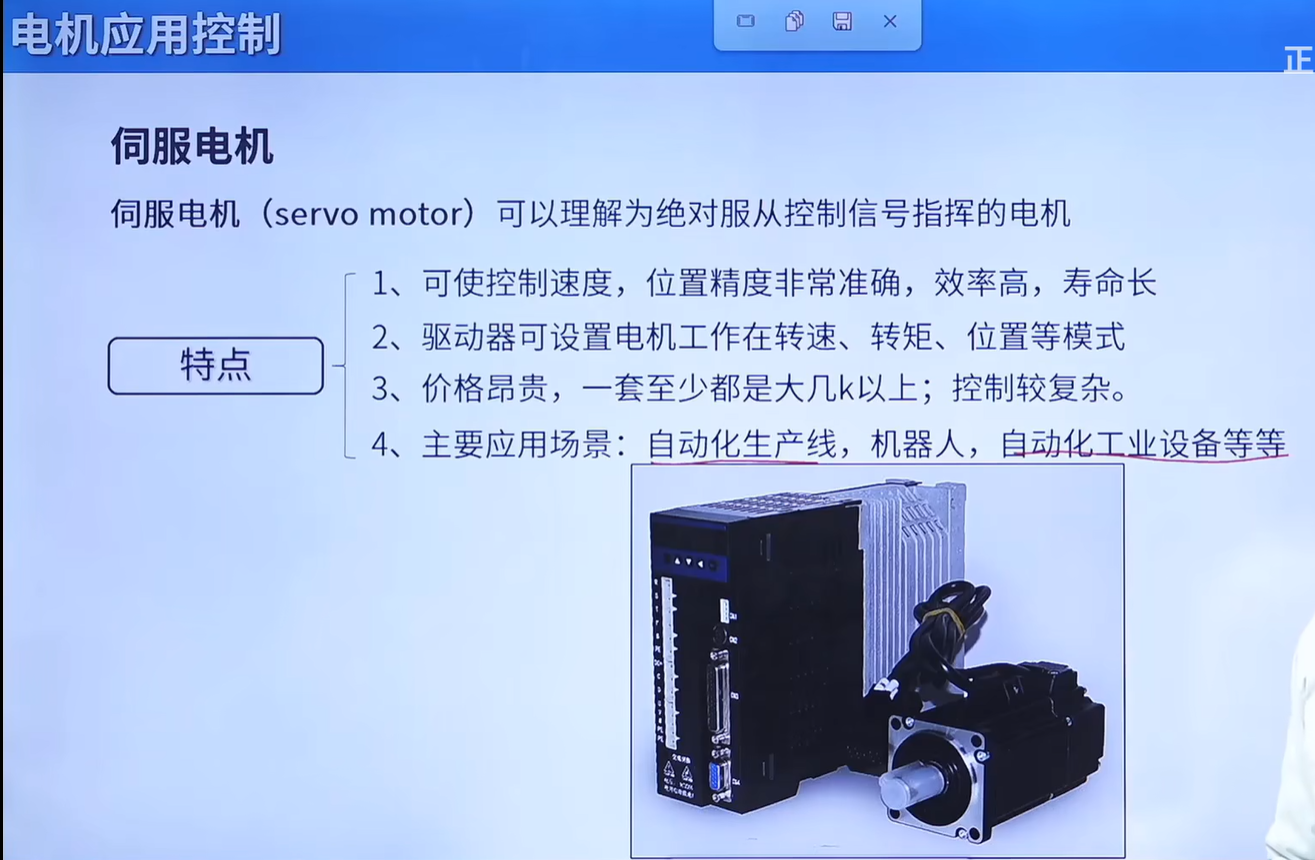 电机应用控制
正
伺服电机
伺服电机（servo motor）可以理解为绝对服从控制信号指挥的电机
特点
1、可使控制速度，位置精度非常准确，效率高，寿命长
2、驱动器可设置电机工作在转速、转矩、位置等模式
3、价格昂贵，一套至少都是大几k以上；控制较复杂。
4、主要应用场景：自动化生产线，机器人，自动化工业设备等等